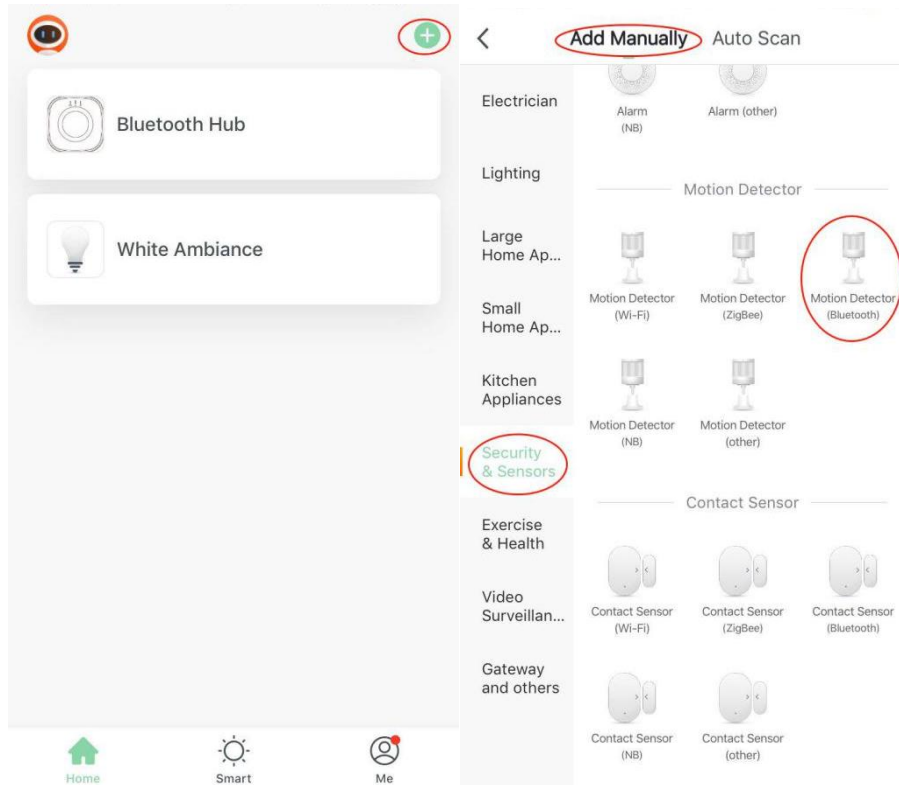 Bluetooth Hub
White Ambiance
Home
Smart
Me
Add Manually
Auto Scan
Electrician
Lighting
Large
Home Ap...
Small
Home Ap...
Kitchen
Appliances
Security
& Sensors
Exercise
& Health
Video
Surveillan...
Gateway
and others
Alarm
(NB)
Alarm (other)
Motion Detector
Motion Detector
(Wi-Fi)
Motion Detector
(ZigBee)
Motion Detector
(Bluetooth)
Motion Detector
(NB)
Motion Detector
(other)
Contact Sensor
Contact Sensor
(Wi-Fi)
Contact Sensor
(ZigBee)
Contact Sensor
(Bluetooth)
Contact Sensor
(NB)
Contact Sensor
(other)